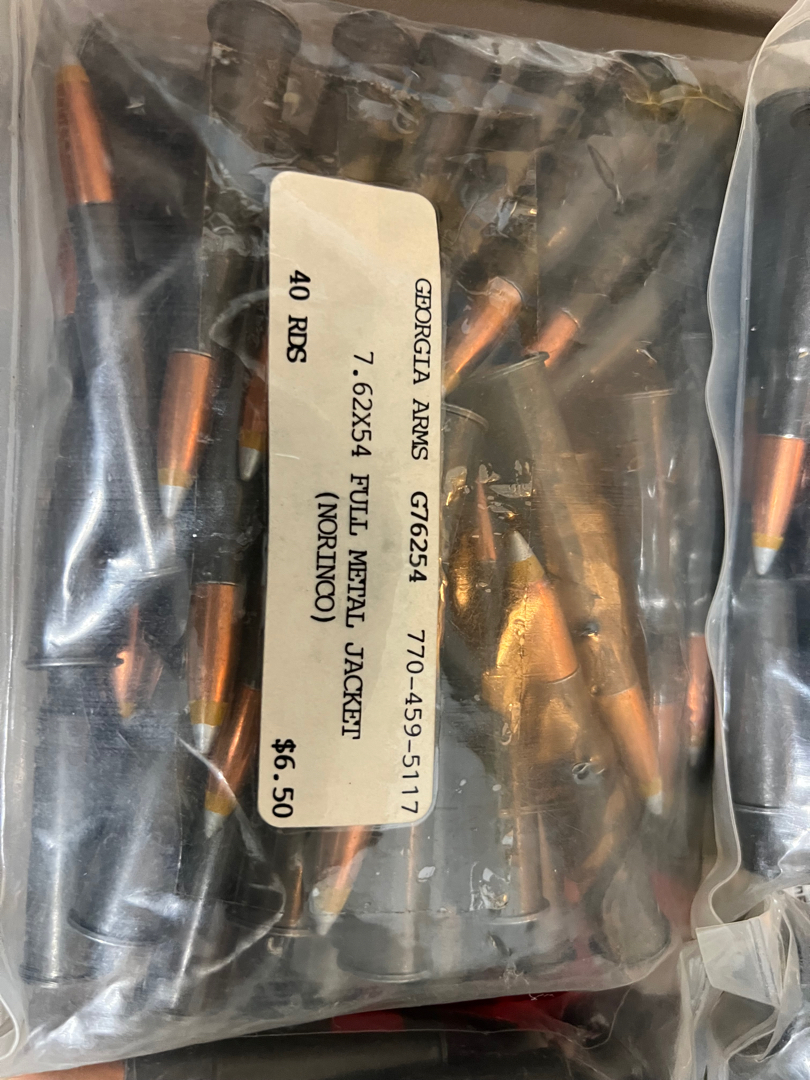 GEORGIA ARMS G76254 770-459-5117
7.62X54 FULL METAL JACKET
(NORINCO)
40 RDS $6.50